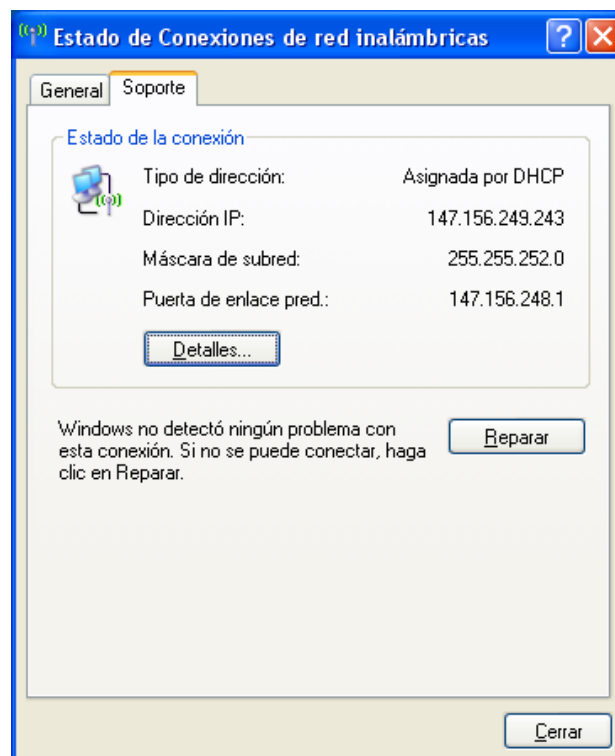 Estado de Conexiones de red inalámbricas
General Soporte
Estado de la conexión
Tipo de dirección: Asignada por DHCP
Dirección IP: 147.156.249.243
Máscara de subred: 255.255.252.0
Puerta de enlace pred.: 147.156.248.1
Detalles...
Windows no detectó ningún problema con
esta conexión. Si no se puede conectar, haga
clic en Reparar.
Reparar
Cerrar